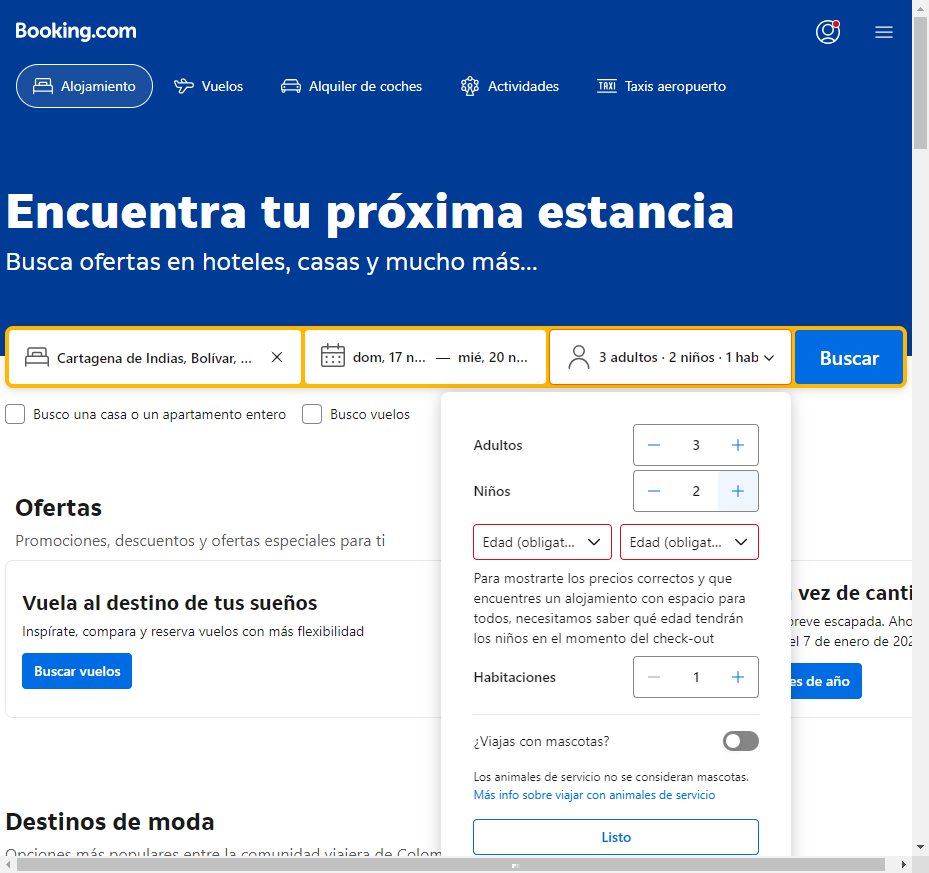 Booking.com
Alojamiento
Vuelos
Alquiler de coches
Actividades
TAXI Taxis aeropuerto
Encuentra tu próxima estancia
Busca ofertas en hoteles, casas y mucho más...
Cartagena de Indias, Bolívar, ...
dom, 17 n... — mié, 20 n...
3 adultos · 2 niños · 1 hab
Buscar
Busco una casa o un apartamento entero
Busco vuelos
Adultos
3
Niños
2
Edad (obligat...
Edad (obligat...
Para mostrarte los precios correctos y que
encuentres un alojamiento con espacio para
todos, necesitamos saber qué edad tendrán
los niños en el momento del check-out
Habitaciones
1
¿Viajas con mascotas?
Los animales de servicio no se consideran mascotas.
Más info sobre viajar con animales de servicio
Listo
Ofertas
Promociones, descuentos y ofertas especiales para ti
Vuela al destino de tus sueños
Inspírate, compara y reserva vuelos con más flexibilidad
Buscar vuelos
vez de canti
breve escapada. Aho
el 7 de enero de 202
es de año
Destinos de moda
Opciones más populares entre la comunidad viajera de Colom